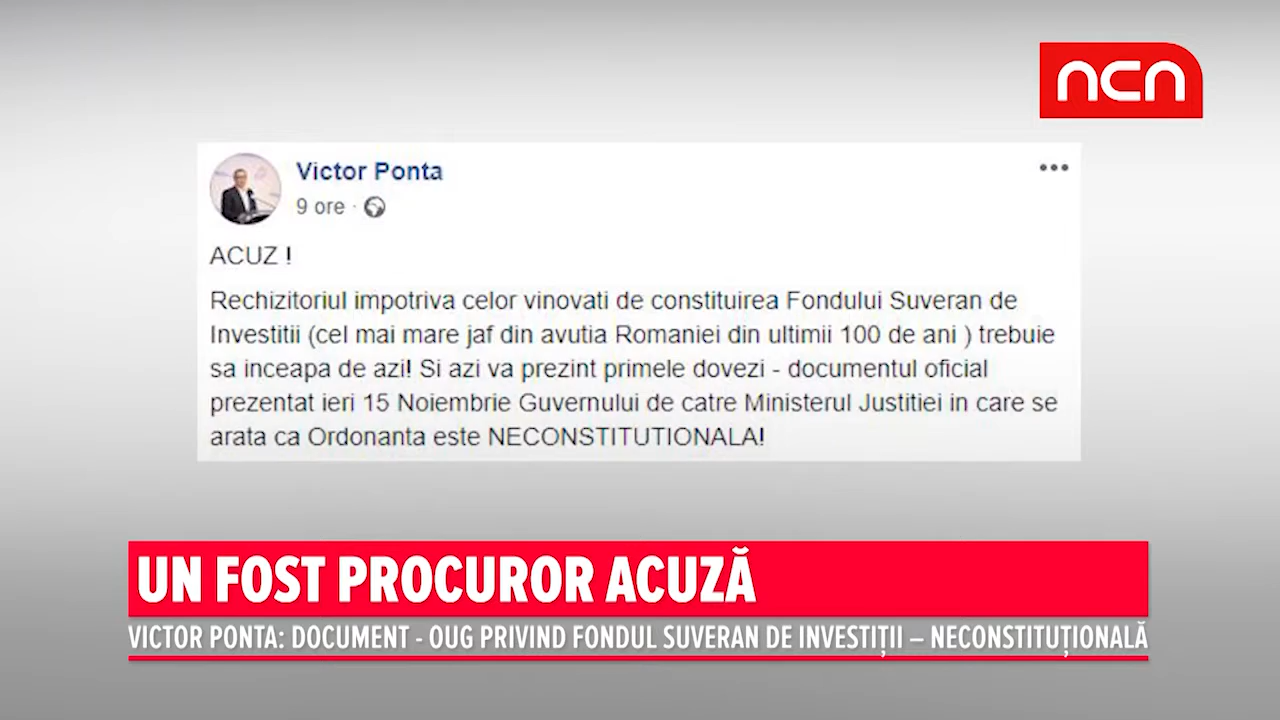 ncn
Victor Ponta
9 ore ·
ACUZ !
Rechizitoriul impotriva celor vinovati de constituirea Fondului Suveran de
Investitii (cel mai mare jaf din avutia Romaniei din ultimii 100 de ani ) trebuie
sa inceapa de azi! Si azi va prezint primele dovezi - documentul oficial
prezentat ieri 15 Noiembrie Guvernului de catre Ministerul Justitiei in care se
arata ca Ordonanta este NECONSTITUTIONALA!
UN FOST PROCUROR ACUZĂ
VICTOR PONTA: DOCUMENT - OUG PRIVIND FONDUL SUVERAN DE INVESTIȚII – NECONSTITUȚIONALĂ